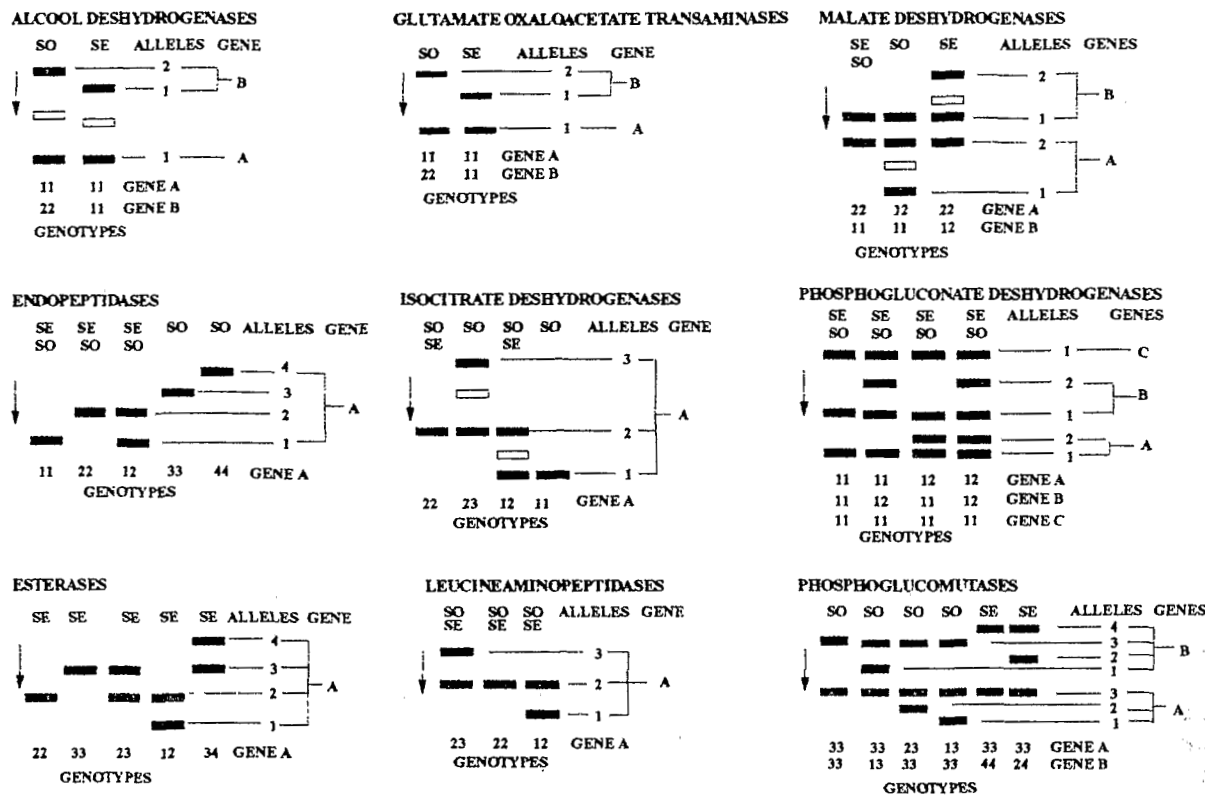 ALCOOL DESHYDROGENASES
SO SE ALLELES GENE
2
B
1
1 A
11 11 GENE A
22 11 GENE B
GENOTYPES
GLUTAMATE OXALOACETATE TRANSAMINASES
SO SE ALLELES GENE
2
B
1
1 A
11 11 GENE A
22 11 GENE B
GENOTYPES
MALATE DESHYDROGENASES
SE SO SE ALLELES GENES
SO
2
B
1
2
A
1
22 12 22 GENE A
11 11 12 GENE B
GENOTYPES
ENDOPEPTIDASES
SE SE SE SO SO ALLELES GENE
SO SO SO
4
3
A
2
1
11 22 12 33 44 GENE A
GENOTYPES
ISOCITRATE DESHYDROGENASES
SO SO SO SO ALLELES GENE
SE SE
3
A
2
1
22 23 12 11 GENE A
GENOTYPES
PHOSPHOGLUCONATE DESHYDROGENASES
SE SE SE SE ALLELES GENES
SO SO SO SO
1 C
2
B
1
2
A
1
11 11 12 12 GENE A
11 12 11 12 GENE B
11 11 11 11 GENE C
GENOTYPES
ESTERASES
SE SE SE SE SE ALLELES GENE
4
3
A
2
1
22 33 23 12 34 GENE A
GENOTYPES
LEUCINEAMINOPEPTIDASES
SO SO SO ALLELES GENE
SE SE SE
3
2 A
1
23 22 12 GENE A
GENOTYPES
PHOSPHOGLUCOMUTASES
SO SO SO SO SE SE ALLELES GENES
4
3
B
2
1
3
2 A
1
33 33 23 13 33 33 GENE A
33 13 33 33 44 24 GENE B
GENOTYPES